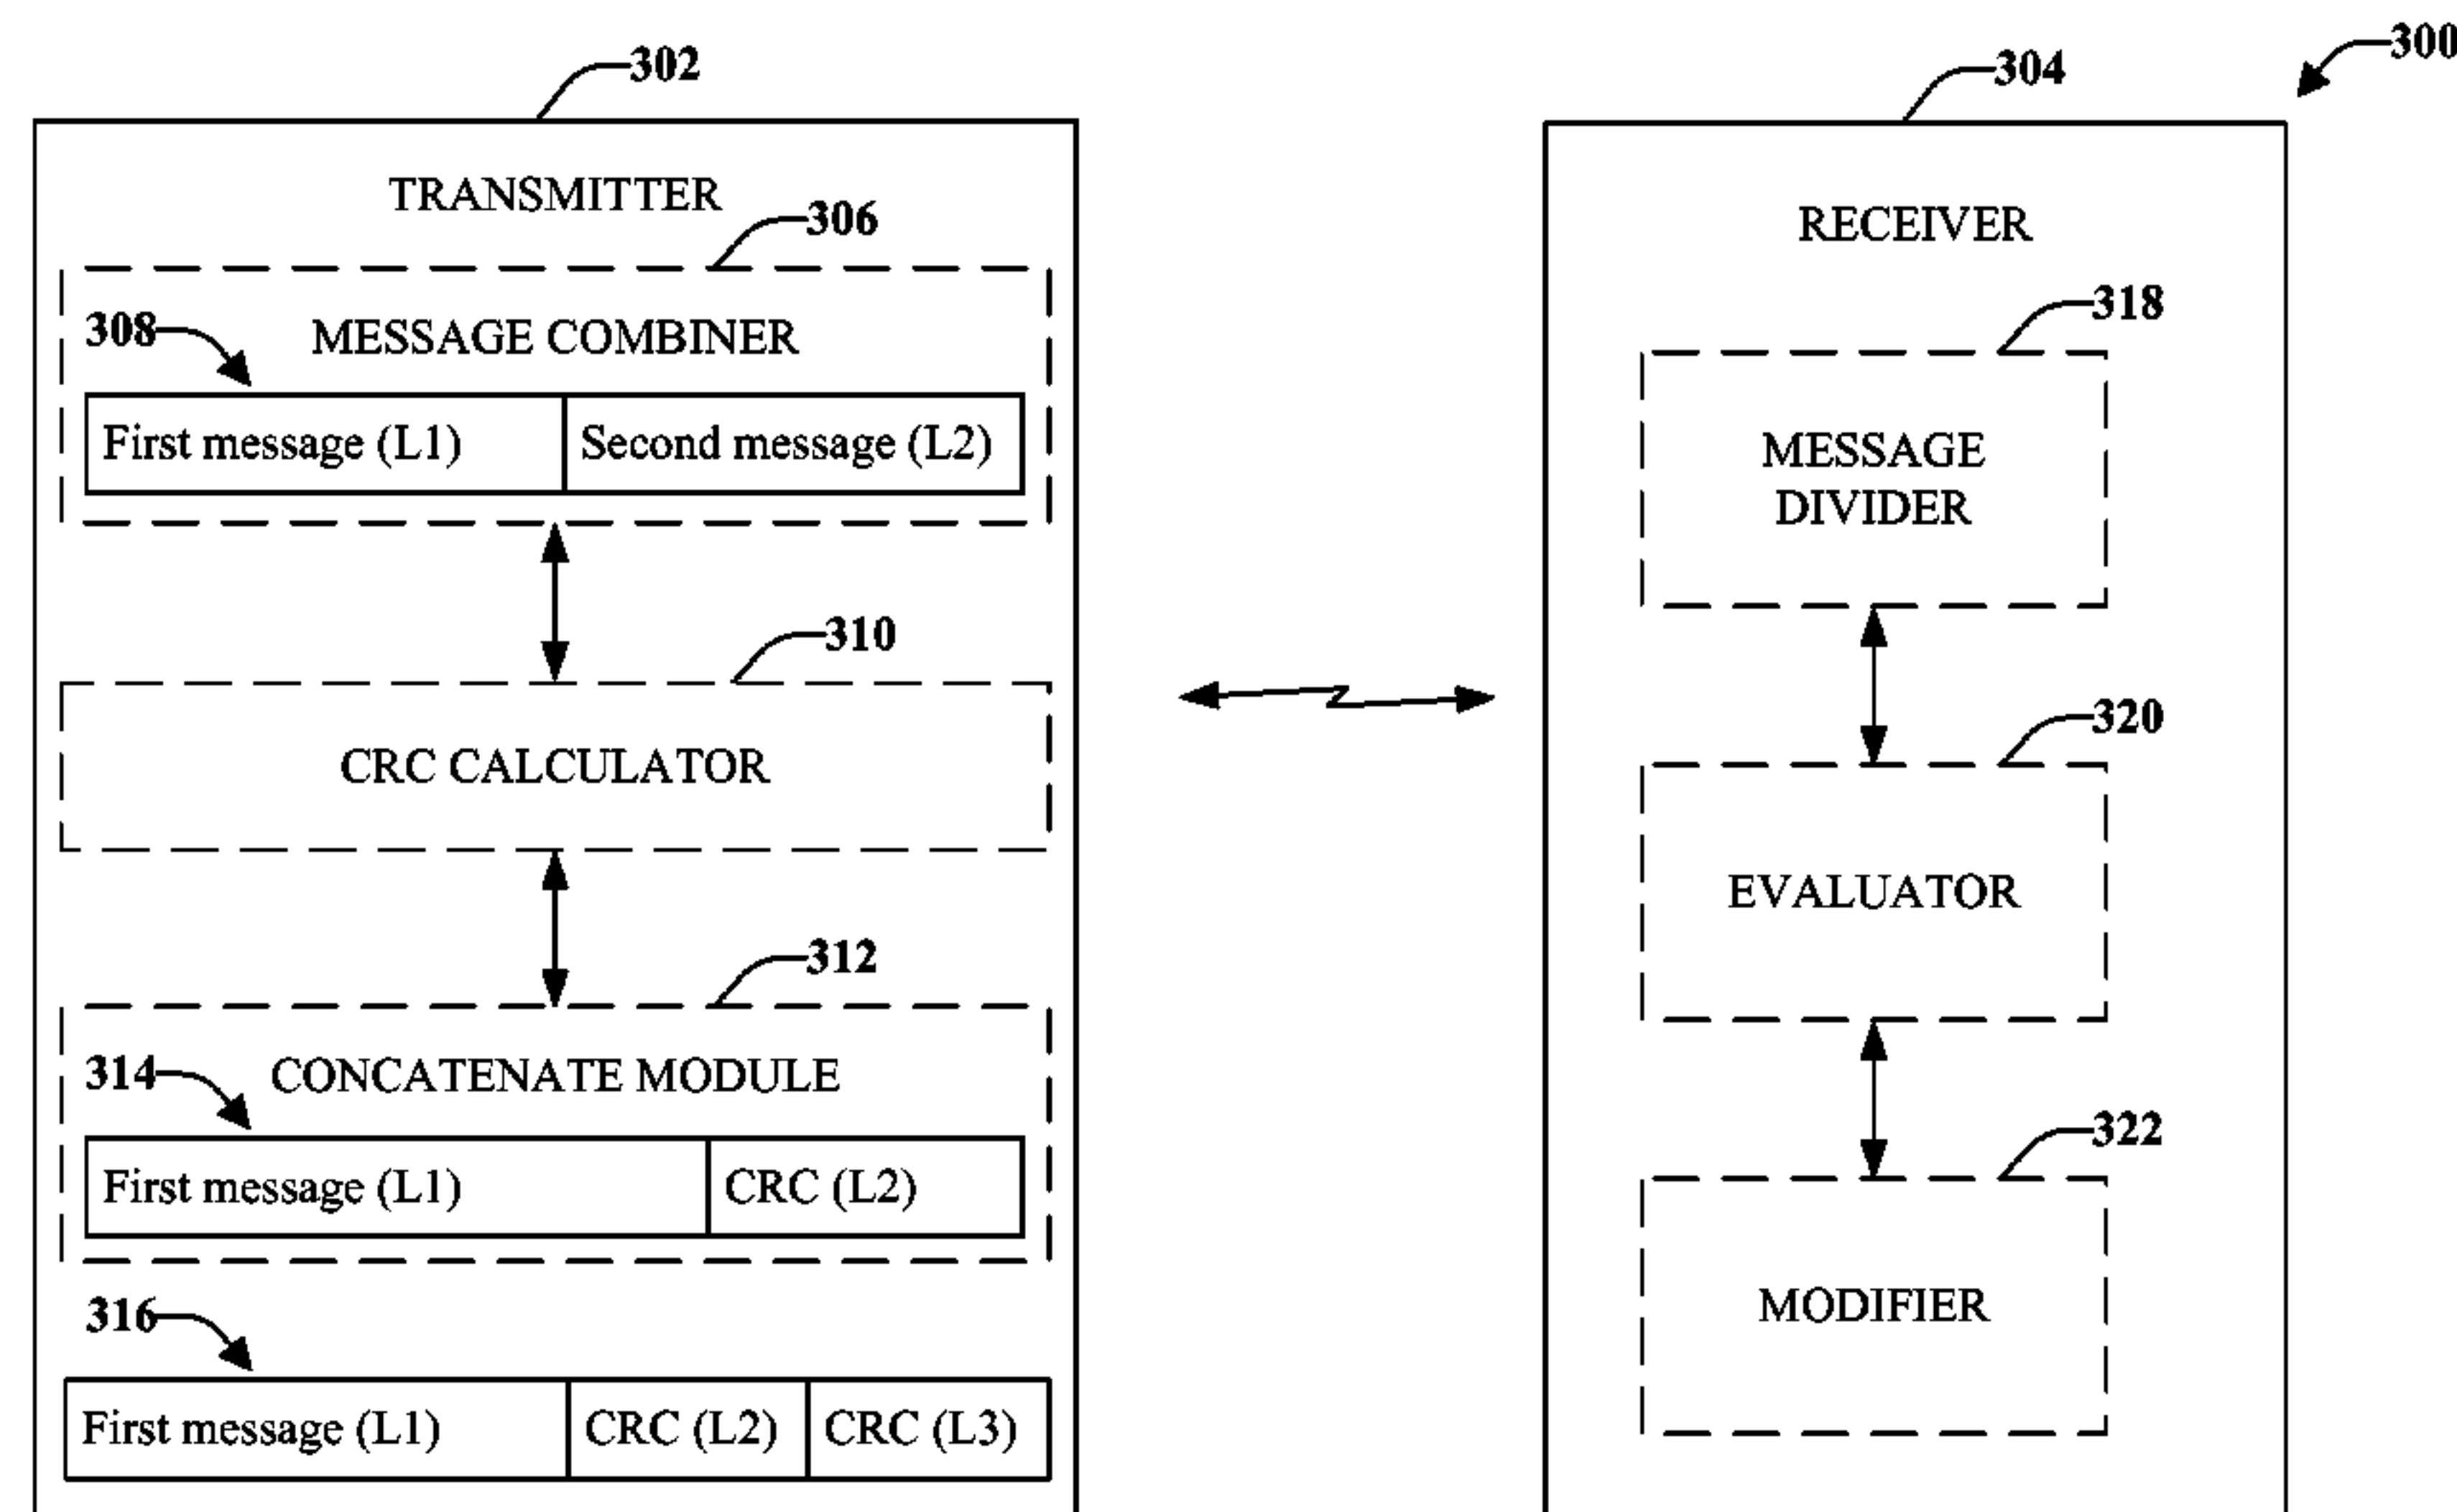 300
302
TRANSMITTER
306
308
MESSAGE COMBINER
First message (L1)
Second message (L2)
310
CRC CALCULATOR
312
314
CONCATENATE MODULE
First message (L1)
CRC (L2)
316
First message (L1)
CRC (L2)
CRC (L3)
304
RECEIVER
318
MESSAGE
DIVIDER
320
EVALUATOR
322
MODIFIER